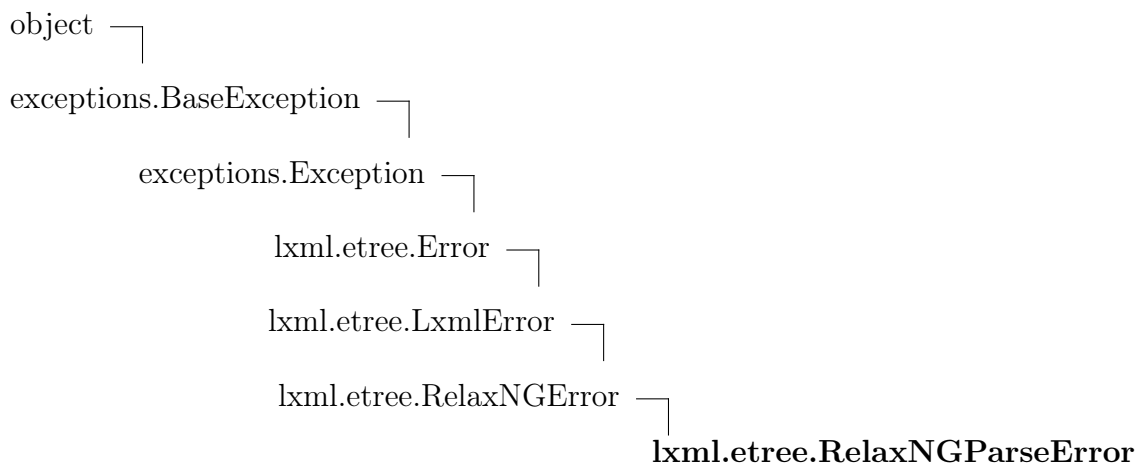 object
exceptions.BaseException
exceptions.Exception
lxml.etree.Error
lxml.etree.LxmlError
lxml.etree.RelaxNGError
lxml.etree.RelaxNGParseError